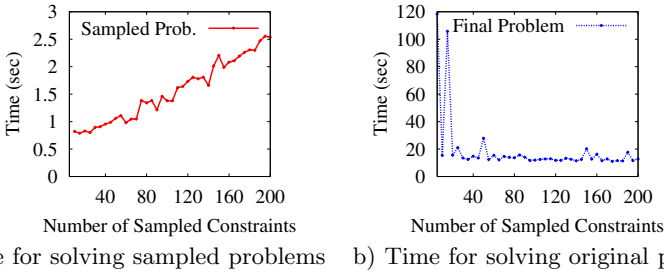 3
2.5
2
1.5
1
0.5
0
Time (sec)
Sampled Prob.
40 80 120 160 200
Number of Sampled Constraints
e for solving sampled problems
120
100
80
60
40
20
0
Time (sec)
Final Problem
40 80 120 160 200
Number of Sampled Constraints
b) Time for solving original p